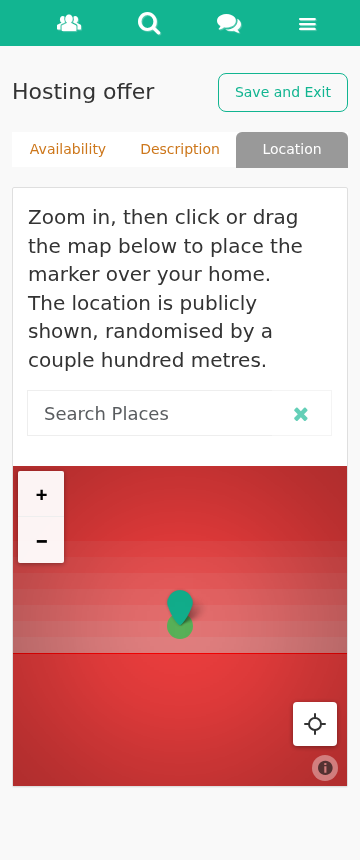 Hosting offer
Save and Exit
Availability
Description
Location
Zoom in, then click or drag
the map below to place the
marker over your home.
The location is publicly
shown, randomised by a
couple hundred metres.
Search Places
+
−